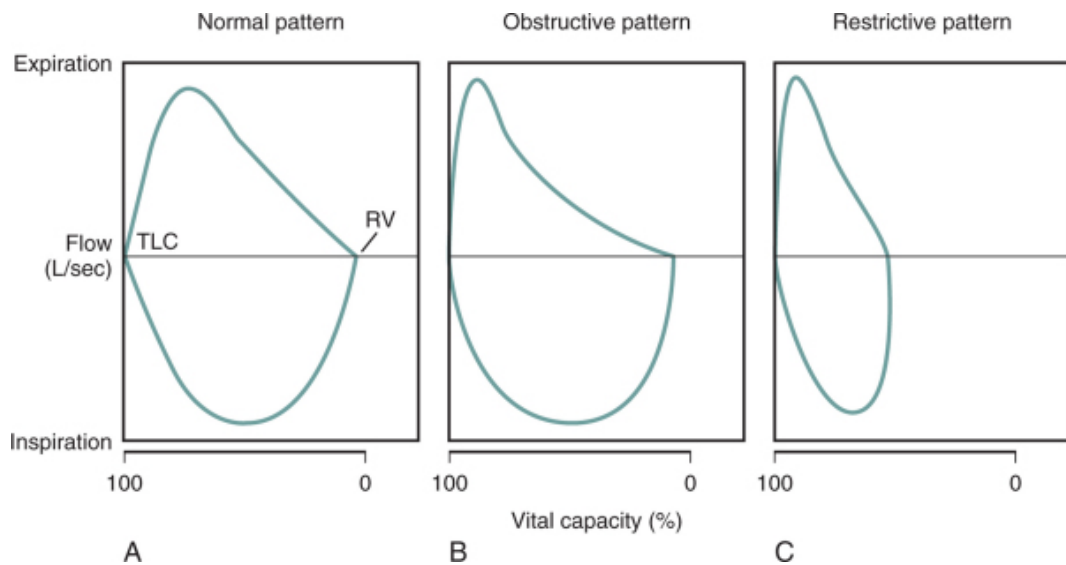 Normal pattern
Obstructive pattern
Restrictive pattern
Expiration
Flow
(L/sec)
TLC
RV
Inspiration
100
0
100
0
100
0
Vital capacity (%)
A
B
C